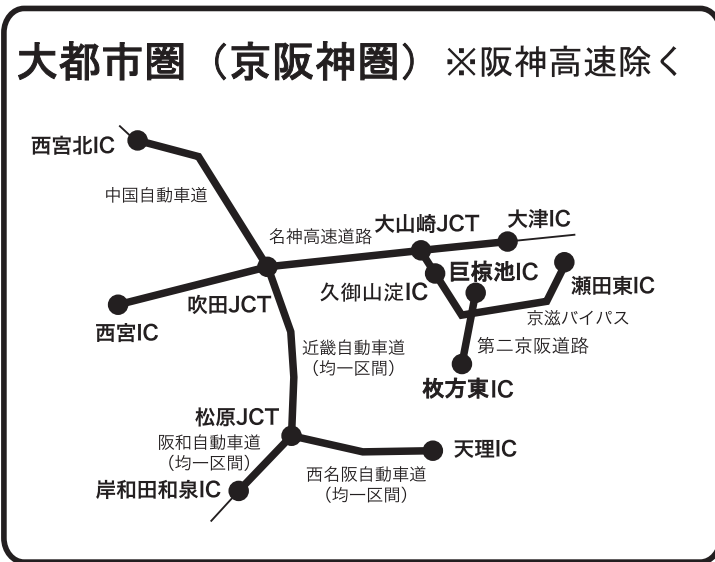 大都市圏（京阪神圏）※阪神高速除く
西宮北IC
中国自動車道
大山崎JCT
大津IC
名神高速道路
巨椋池IC
久御山淀IC
瀬田東IC
吹田JCT
西宮IC
京滋バイパス
第二京阪道路
近畿自動車道
（均一区間）
枚方東IC
松原JCT
阪和自動車道
（均一区間）
天理IC
西名阪自動車道
（均一区間）
岸和田和泉IC